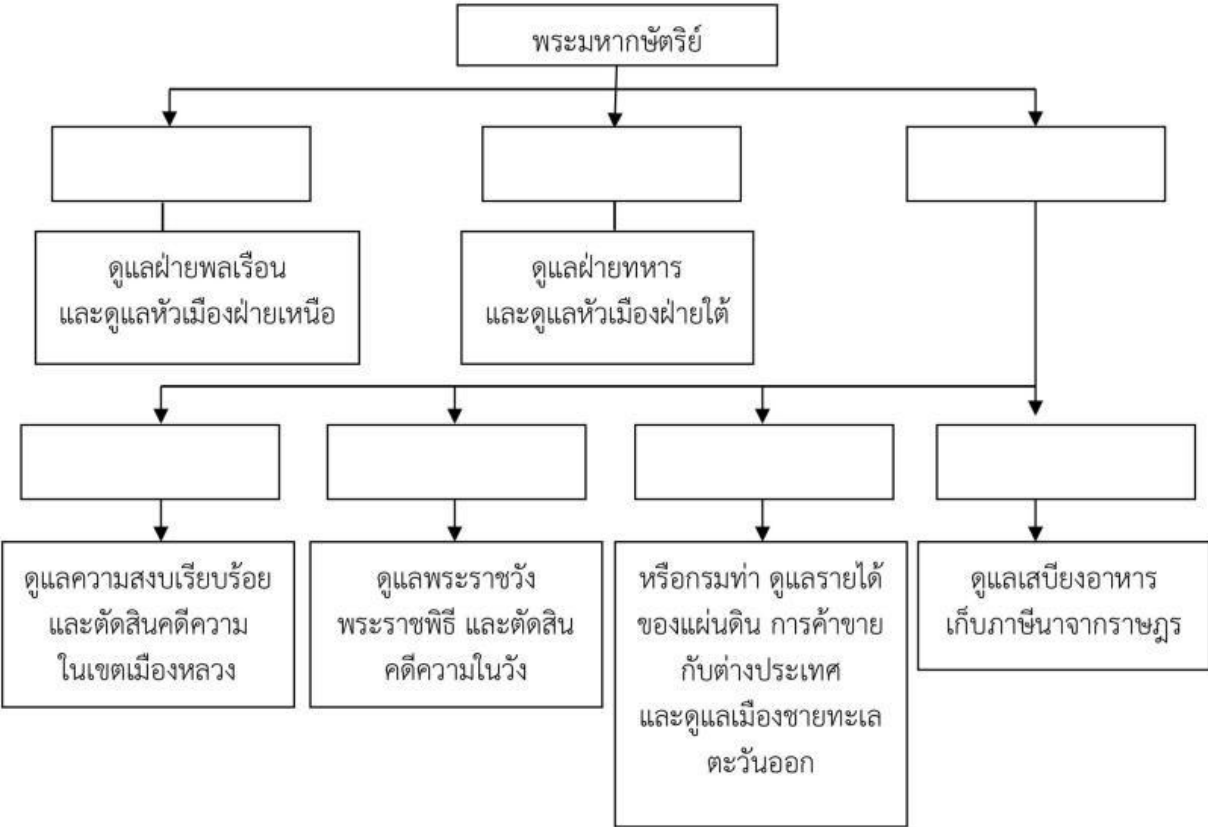 พระมหากษัตริย์
ดูแลฝ่ายพลเรือน
และดูแลหัวเมืองฝ่ายเหนือ
ดูแลฝ่ายทหาร
และดูแลหัวเมืองฝ่ายใต้
ดูแลความสงบเรียบร้อย
และตัดสินคดีความ
ในเขตเมืองหลวง
ดูแลพระราชวัง
พระราชพิธี และตัดสิน
คดีความในวัง
หรือกรมท่า ดูแลรายได้
ของแผ่นดิน การค้าขาย
กับต่างประเทศ
และดูแลเมืองชายทะเล
ตะวันออก
ดูแลเสบียงอาหาร
เก็บภาษีนาจากราษฎร